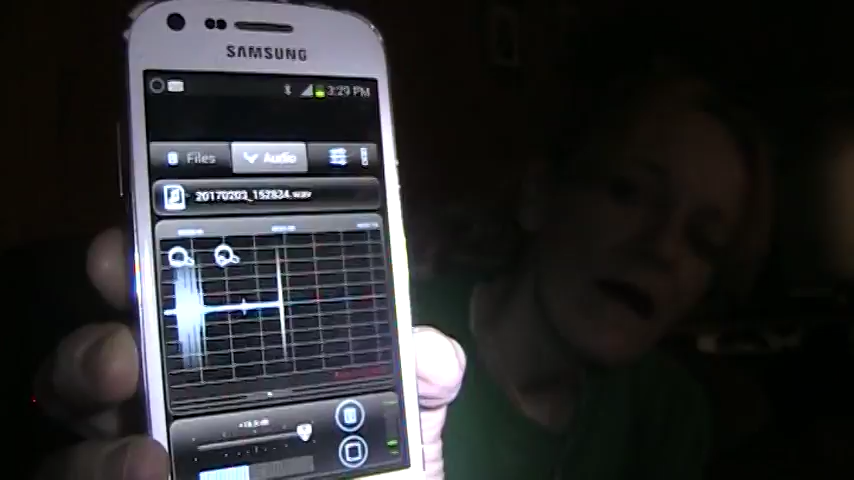 SAMSUNG
3:29 PM
Files
Audio
20170203_152824.wav